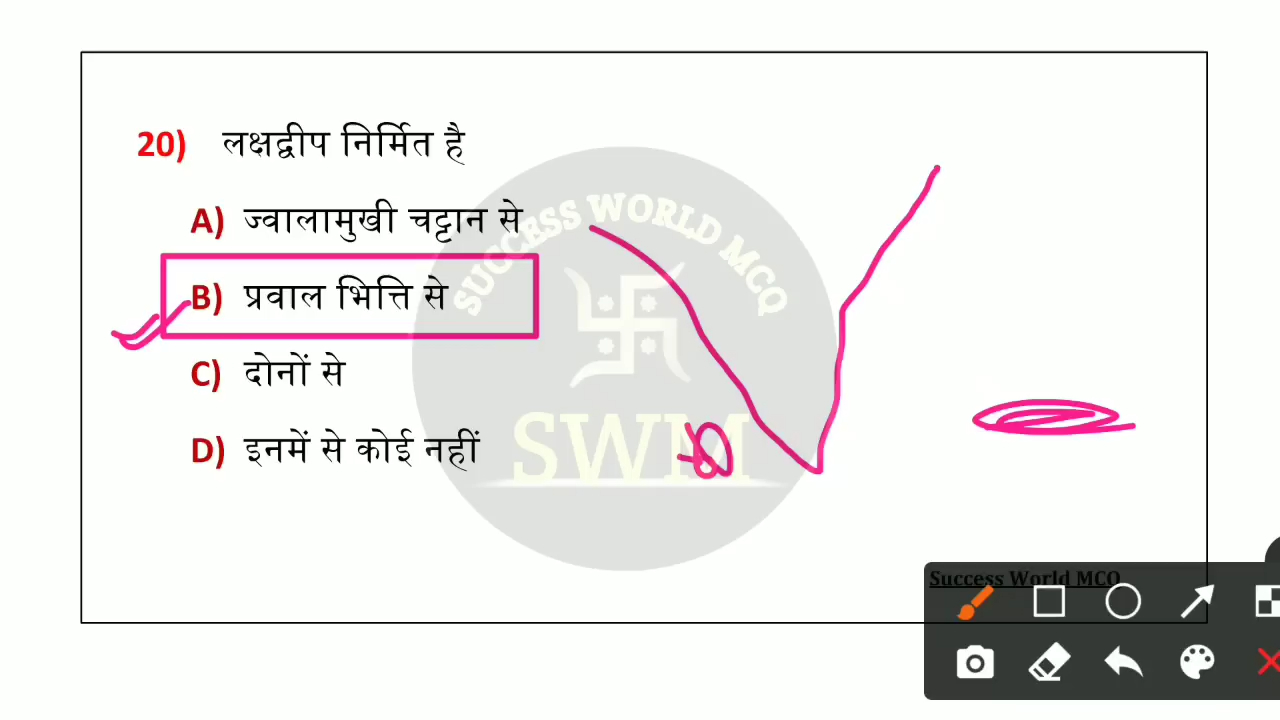 20) लक्षद्वीप निर्मित है
A) ज्वालामुखी चट्टान से
B) प्रवाल भित्ति से
C) दोनों से
D) इनमें से कोई नहीं
SUCCESS WORLD MCQ
SWM
Success World MCQ